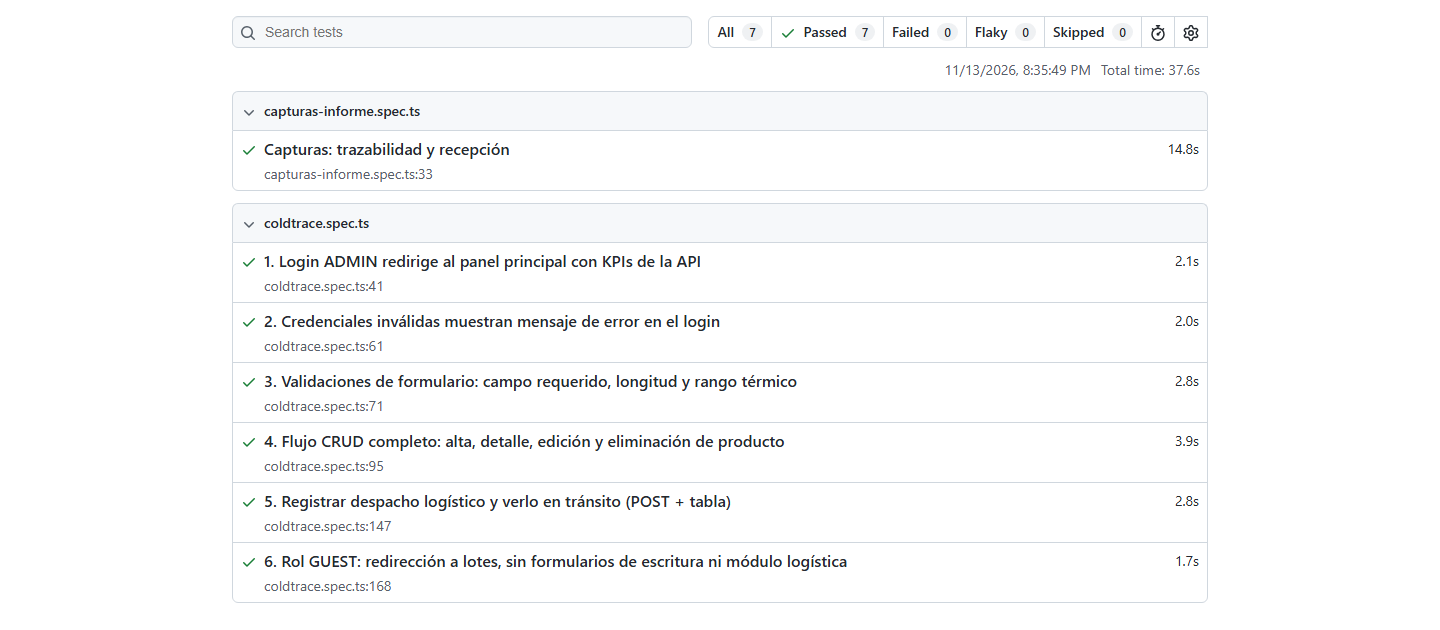 Search tests
All 7 Passed 7 Failed 0 Flaky 0 Skipped 0
11/13/2026, 8:35:49 PM Total time: 37.6s
capturas-informe.spec.ts
Capturas: trazabilidad y recepción 14.8s
capturas-informe.spec.ts:33
coldtrace.spec.ts
1. Login ADMIN redirige al panel principal con KPIs de la API 2.1s
coldtrace.spec.ts:41
2. Credenciales inválidas muestran mensaje de error en el login 2.0s
coldtrace.spec.ts:61
3. Validaciones de formulario: campo requerido, longitud y rango térmico 2.8s
coldtrace.spec.ts:71
4. Flujo CRUD completo: alta, detalle, edición y eliminación de producto 3.9s
coldtrace.spec.ts:95
5. Registrar despacho logístico y verlo en tránsito (POST + tabla) 2.8s
coldtrace.spec.ts:147
6. Rol GUEST: redirección a lotes, sin formularios de escritura ni módulo logística 1.7s
coldtrace.spec.ts:168